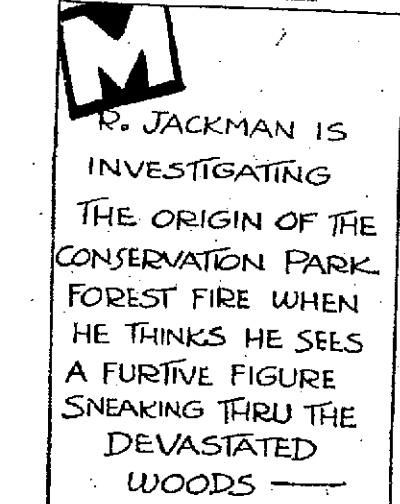 MR. JACKMAN IS
INVESTIGATING
THE ORIGIN OF THE
CONSERVATION PARK
FOREST FIRE WHEN
HE THINKS HE SEES
A FURTIVE FIGURE
SNEAKING THRU THE
DEVASTATED
WOODS —